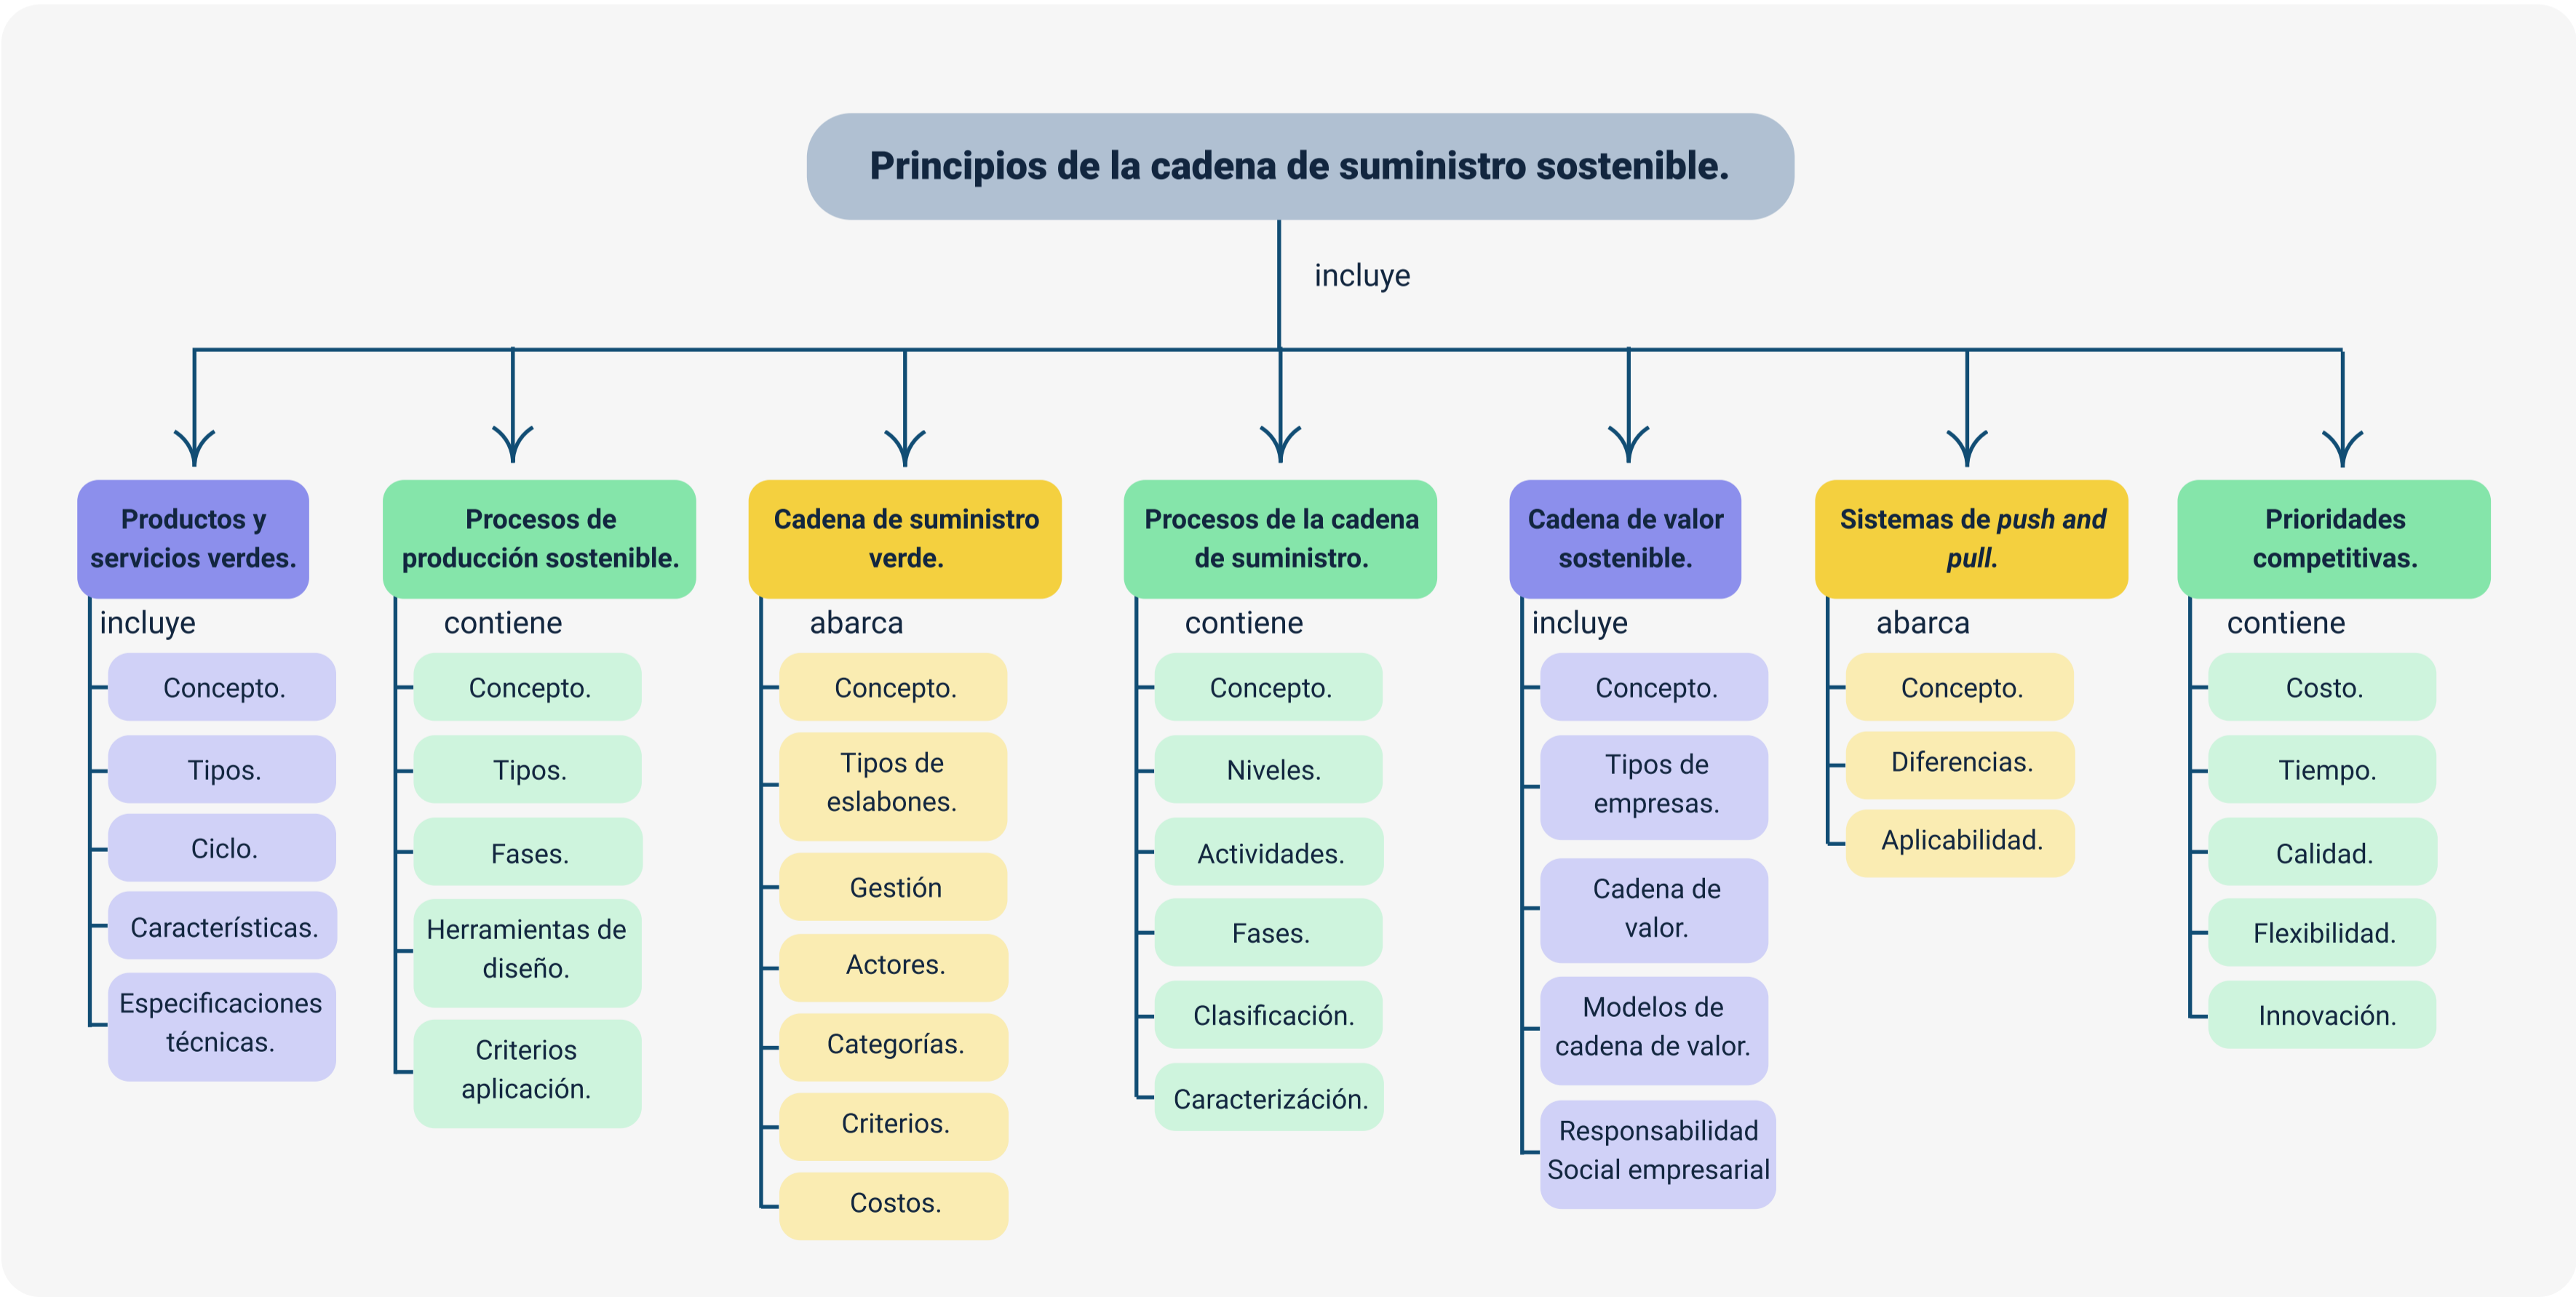 Principios de la cadena de suministro sostenible.
incluye
Productos y
servicios verdes.
incluye
Concepto.
Tipos.
Ciclo.
Características.
Especificaciones
técnicas.
Procesos de
producción sostenible.
contiene
Concepto.
Tipos.
Fases.
Herramientas de
diseño.
Criterios
aplicación.
Cadena de suministro
verde.
abarca
Concepto.
Tipos de
eslabones.
Gestión
Actores.
Categorías.
Criterios.
Costos.
Procesos de la cadena
de suministro.
contiene
Concepto.
Niveles.
Actividades.
Fases.
Clasificación.
Caracterizáción.
Cadena de valor
sostenible.
incluye
Concepto.
Tipos de
empresas.
Cadena de
valor.
Modelos de
cadena de valor.
Responsabilidad
Social empresarial
Sistemas de push and
pull.
abarca
Concepto.
Diferencias.
Aplicabilidad.
Prioridades
competitivas.
contiene
Costo.
Tiempo.
Calidad.
Flexibilidad.
Innovación.